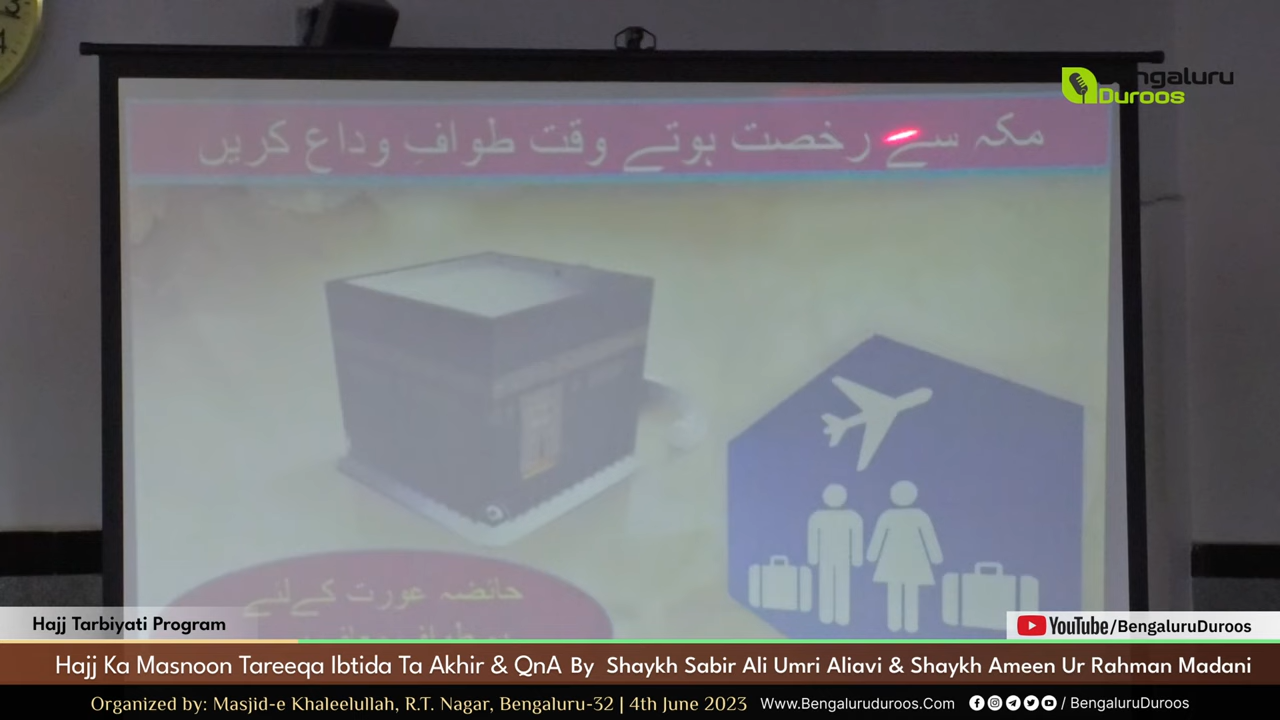 Bengaluru
Duroos
مکہ سے رخصت ہوتے وقت طوافِ وداع کریں
حائضہ عورت کے لئے
Hajj Tarbiyati Program
YouTube/BengaluruDuroos
Hajj Ka Masnoon Tareeqa Ibtida Ta Akhir & QnA By Shaykh Sabir Ali Umri Aliavi & Shaykh Ameen Ur Rahman Madani
Organized by: Masjid-e Khaleelullah, R.T. Nagar, Bengaluru-32 | 4th June 2023 Www.Bengaluruduroos.Com / BengaluruDuroos